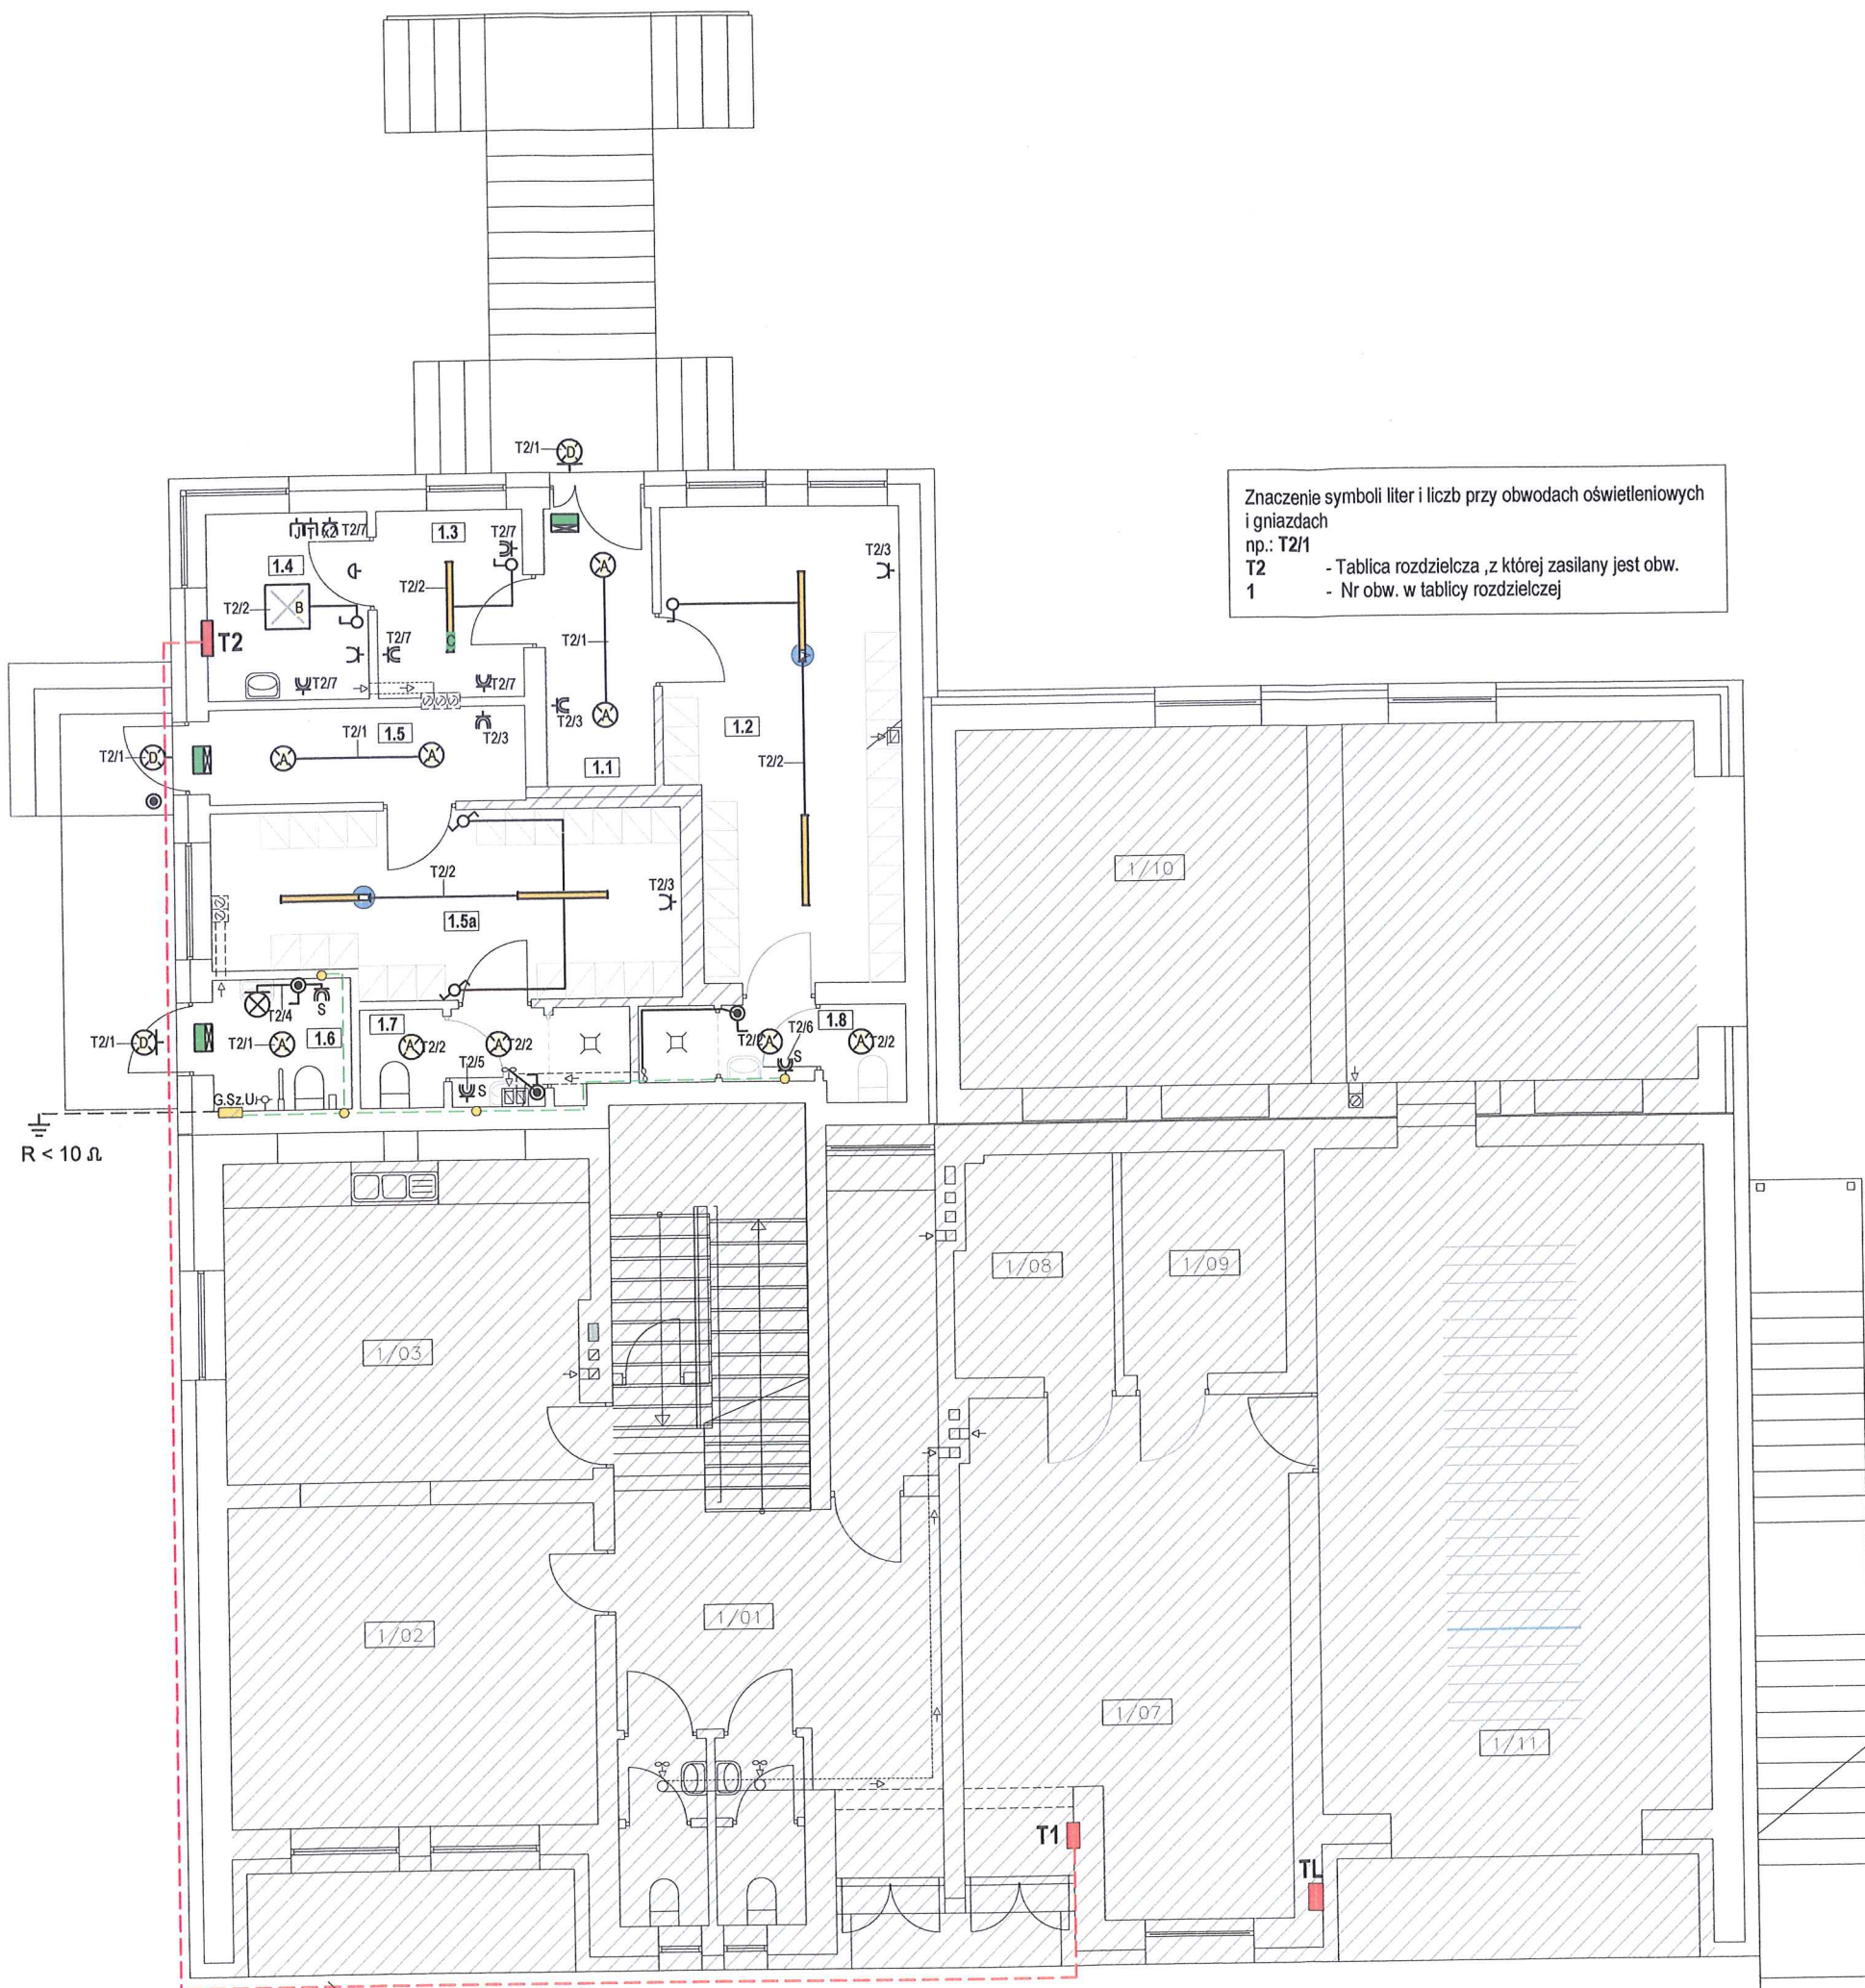 T2/1
D
Znaczenie symboli liter i liczb przy obwodach oświetleniowych
i gniazdach
np.: T2/1
T2 - Tablica rozdzielcza ,z której zasilany jest obw.
1 - Nr obw. w tablicy rozdzielczej
J T x2 T2/7
1.3
T2/7
T2/3
1.4
A
T2/2
T2/2
B
C
T2
T2/7
T2/1
T2/7
T2/7
T2/3
A
1.2
T2/1
1.5
T2/3
T2/1
D
A
A
1.1
T2/2
1/10
T2/2
T2/3
1.5a
T2/4
S
T2/1
D
T2/1
A
1.6
1.7
A
T2/2
A
T2/2
T2/5
S
T2/6
1.8
A
A
T2/2
S
G.Sz.U.
R < 10 Ω
1/03
1/08
1/09
1/02
1/01
1/07
1/11
T1
TL